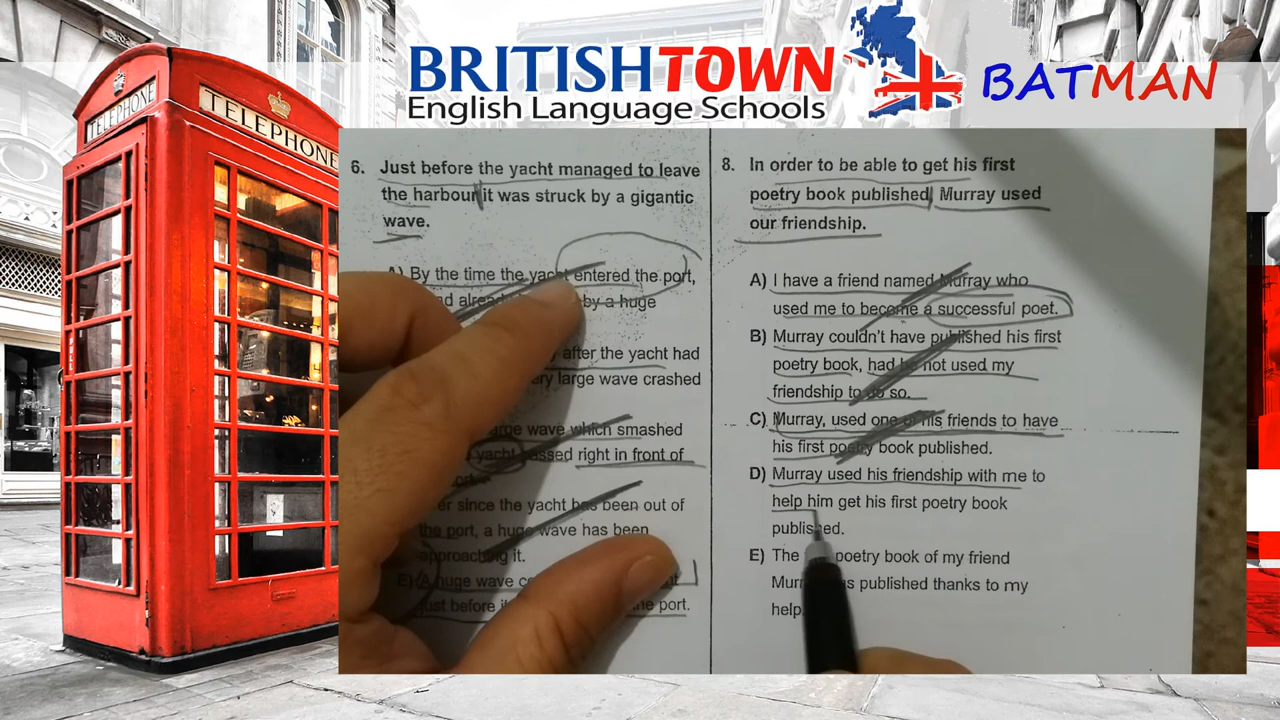 BRITISHTOWN
English Language Schools
BATMAN
TELEPHONE
TELEPHONE
6. Just before the yacht managed to leave
the harbour it was struck by a gigantic
wave.
A) By the time the yacht entered the port,
by a huge
after the yacht had
large wave crashed
wave which smashed
yacht passed right in front of
since the yacht has been out of
the port, a huge wave has been
approaching it.
E) A huge wave
just before the port.
8. In order to be able to get his first
poetry book published, Murray used
our friendship.
A) I have a friend named Murray who
used me to become a successful poet.
B) Murray couldn't have published his first
poetry book, had he not used my
friendship to do so.
C) Murray, used one of his friends to have
his first poetry book published.
D) Murray used his friendship with me to
help him get his first poetry book
published.
E) The poetry book of my friend
published thanks to my
help